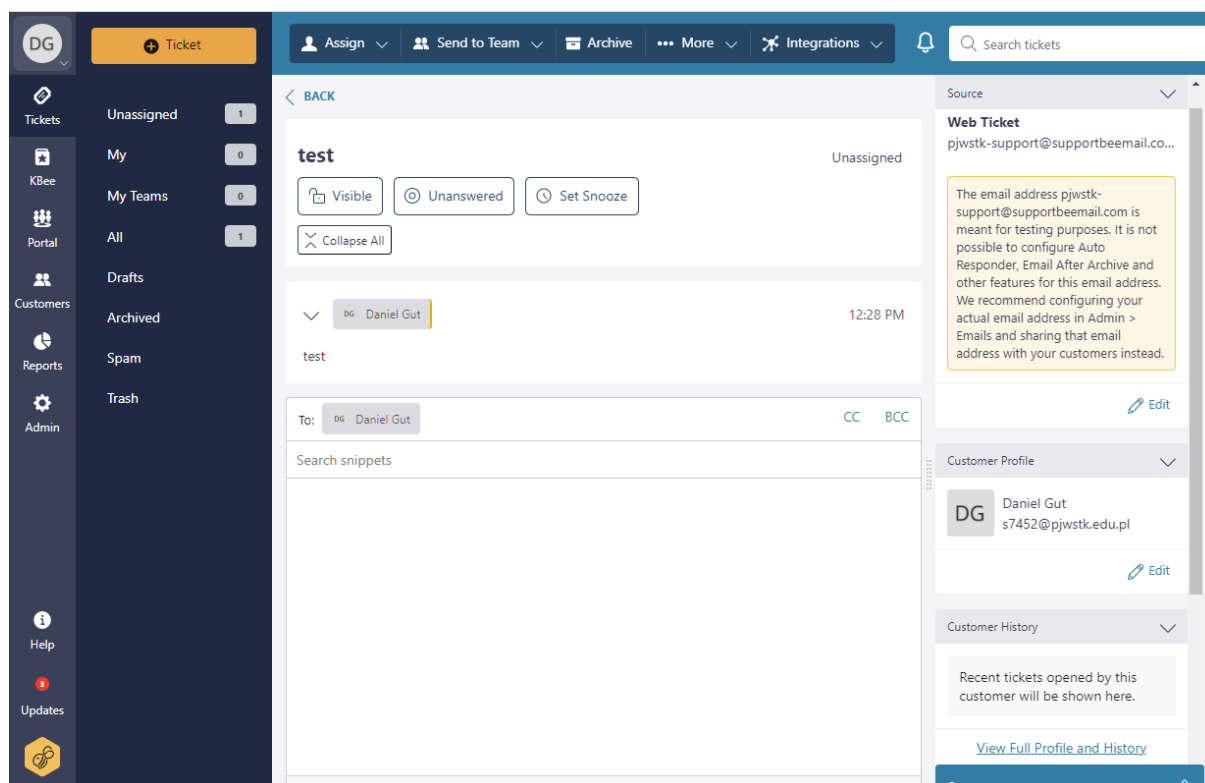 DG
Tickets
KBee
Portal
Customers
Reports
Admin
Help
3
Updates
Ticket
Unassigned 1
My 0
My Teams 0
All 1
Drafts
Archived
Spam
Trash
Assign Send to Team Archive More Integrations
Search tickets
BACK
test
Unassigned
Visible Unanswered Set Snooze
Collapse All
DG Daniel Gut 12:28 PM
test
To: DG Daniel Gut CC BCC
Search snippets
Source
Web Ticket
pjwstk-support@supportbeemail.co...
The email address pjwstk-
support@supportbeemail.com is
meant for testing purposes. It is not
possible to configure Auto
Responder, Email After Archive and
other features for this email address.
We recommend configuring your
actual email address in Admin >
Emails and sharing that email
address with your customers instead.
Edit
Customer Profile
DG
Daniel Gut
s7452@pjwstk.edu.pl
Edit
Customer History
Recent tickets opened by this
customer will be shown here.
View Full Profile and History